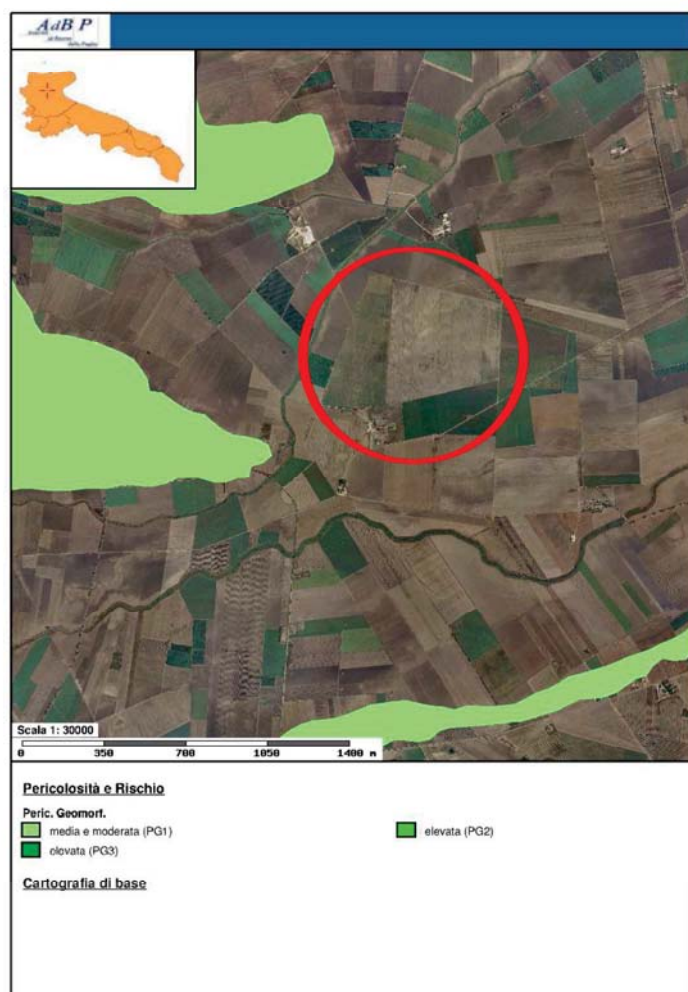 AdB P
Scala 1: 30000
0 350 700 1050 1400 m
Pericolosità e Rischio
Peric. Geomorf.
media e moderata (PG1)
elevata (PG2)
elevata (PG3)
Cartografia di base